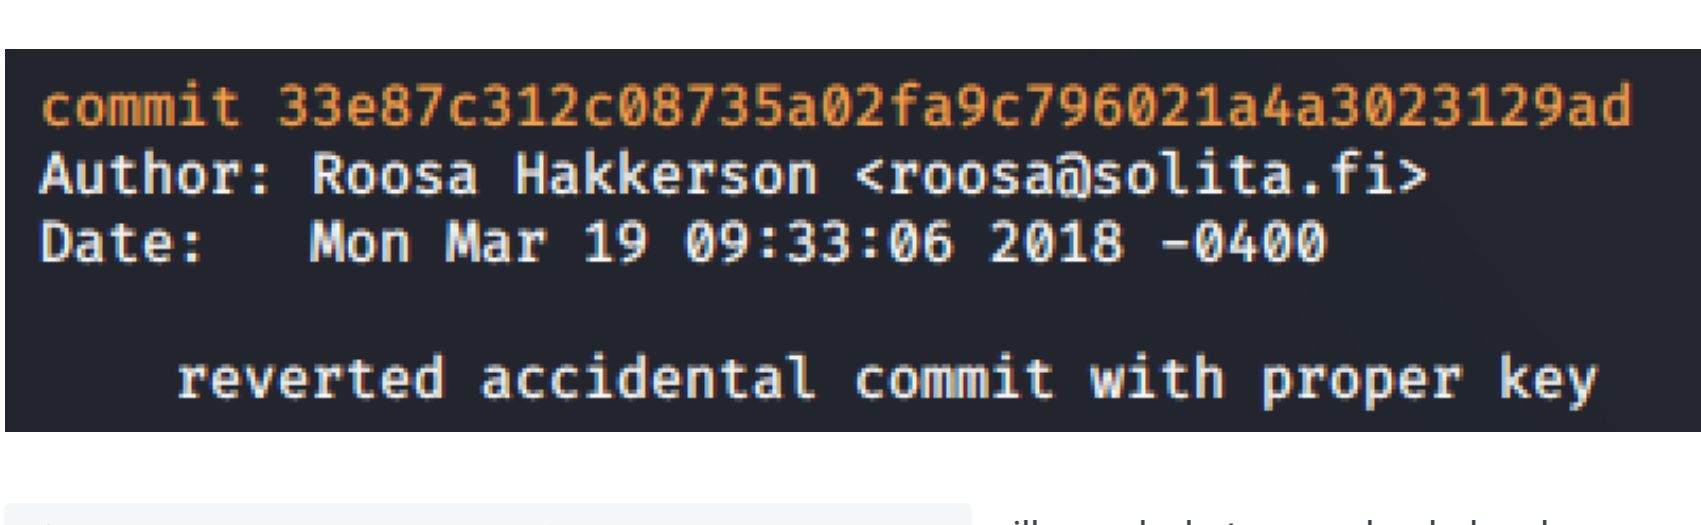 commit 33e87c312c08735a02fa9c796021a4a3023129ad
Author: Roosa Hakkerson <roosa@solita.fi>
Date:   Mon Mar 19 09:33:06 2018 -0400
reverted accidental commit with proper key